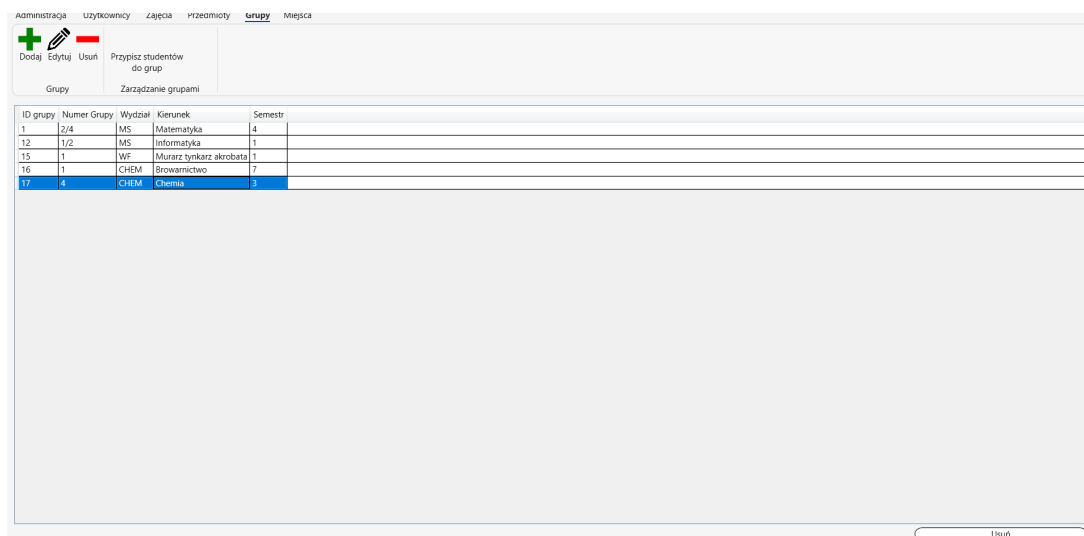 Administracja Użytkownicy Zajęcia Przedmioty Grupy Miejsca
Dodaj Edytuj Usuń Przypisz studentów
do grup
Grupy Zarządzanie grupami
ID grupy Numer Grupy Wydział Kierunek Semestr
1 2/4 MS Matematyka 4
12 1/2 MS Informatyka 1
15 1 WF Murarz tynkarz akrobata 1
16 1 CHEM Browarnictwo 7
17 4 CHEM Chemia 3
Usuń